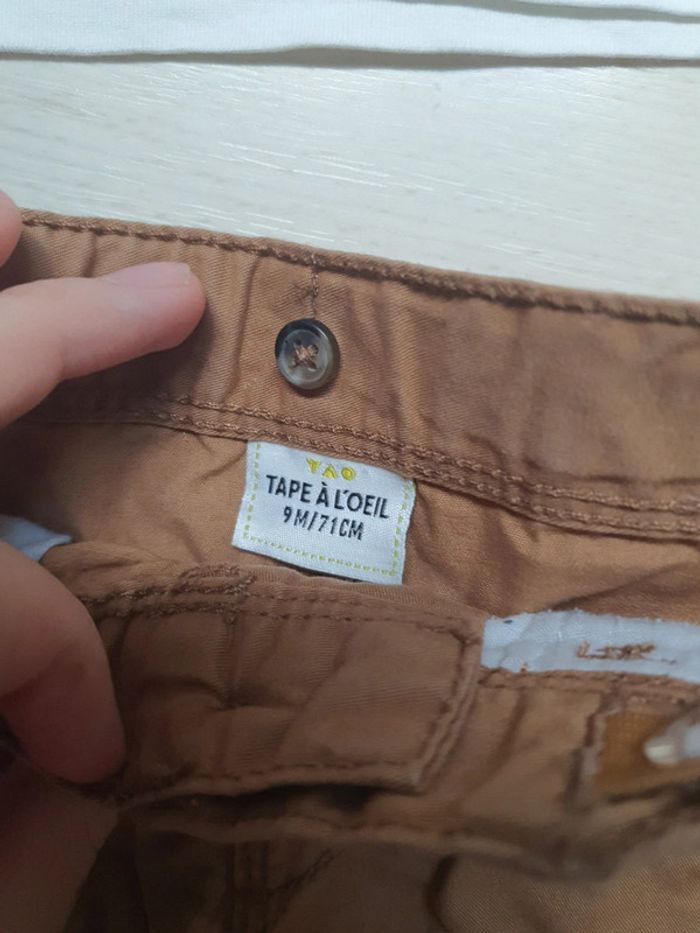 TAO
TAPE À L'OEIL
9M/71CM